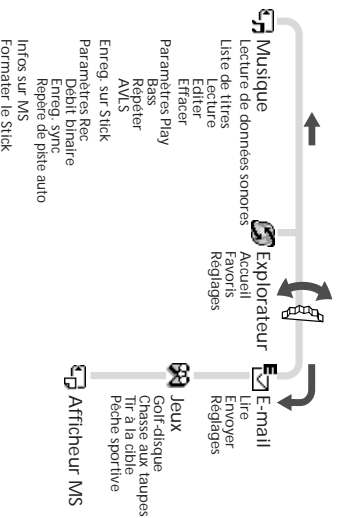 Musique
Lecture de données sonores
Liste de titres
Lecture
Editer
Effacer
Paramètres Play
Bass
Répéter
AVLS
Enreg. sur Stick
Paramètres Rec
Débit binaire
Enreg. sync
Repère de piste auto
Infos sur MS
Formater le Stick
Explorateur
Accueil
Favoris
Réglages
E-mail
Lire
Envoyer
Réglages
Jeux
Golf-disque
Chasse aux taupes
Tir à la cible
Pêche sportive
Afficheur MS